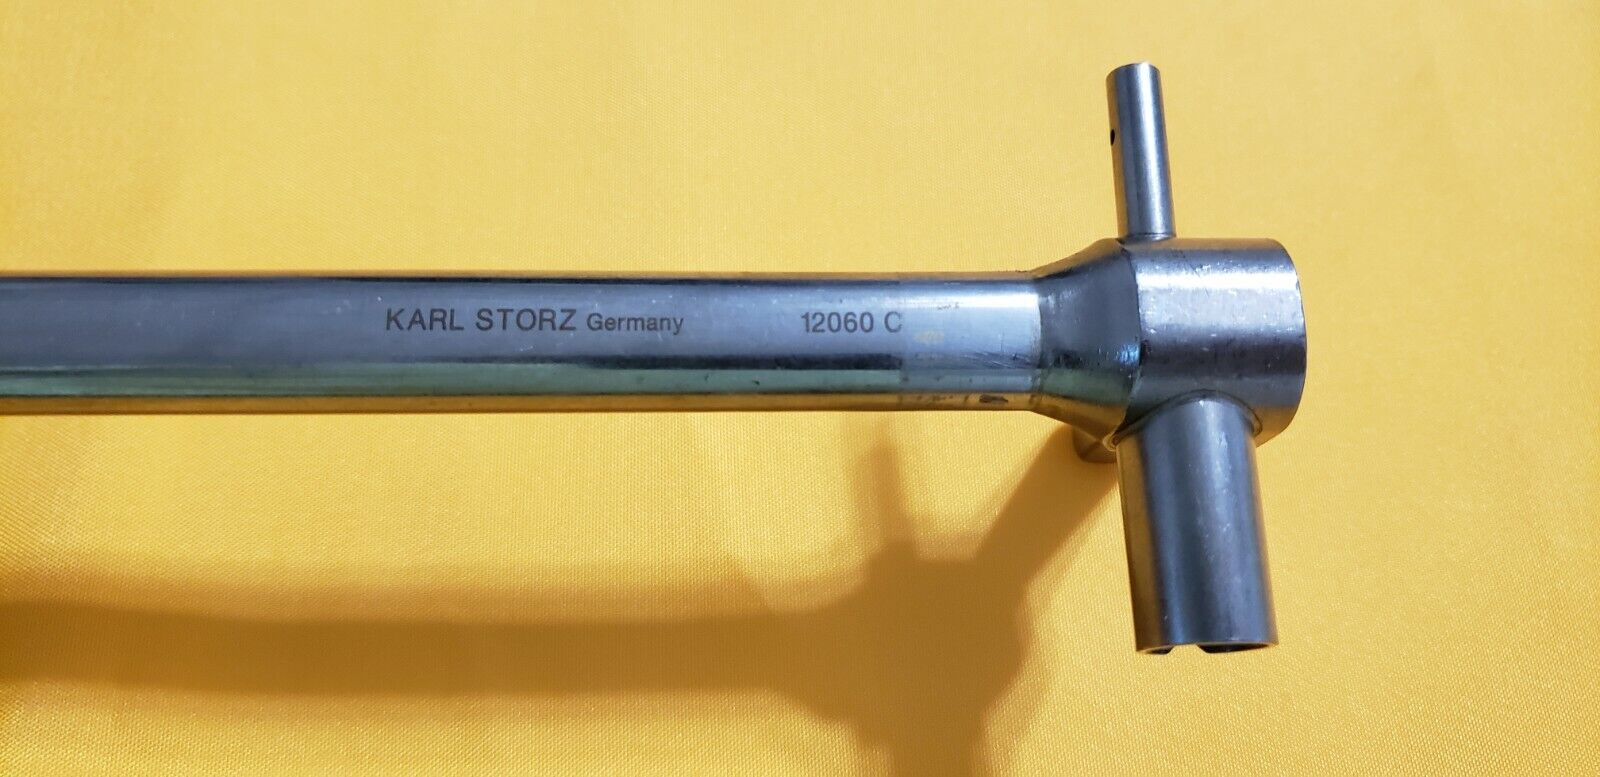 KARL STORZ Germany 12060 C